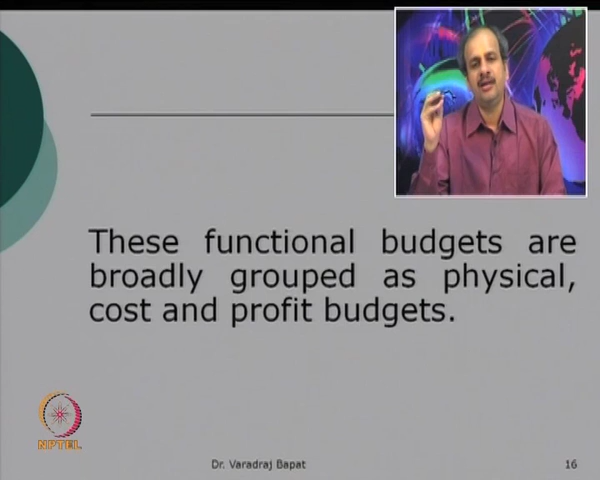 These functional budgets are
broadly grouped as physical,
cost and profit budgets.
NPTEL
Dr. Varadraj Bapat
16